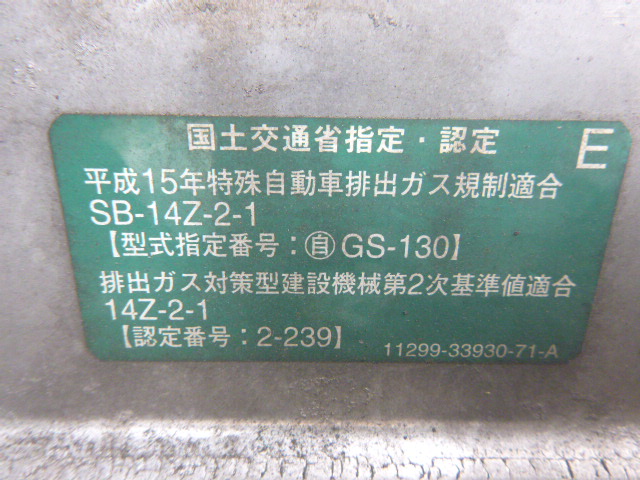 国土交通省指定・認定
E
平成15年特殊自動車排出ガス規制適合
SB-14Z-2-1
【型式指定番号：㉂GS-130】
排出ガス対策型建設機械第2次基準値適合
14Z-2-1
【認定番号：2-239】
11299-33930-71-A